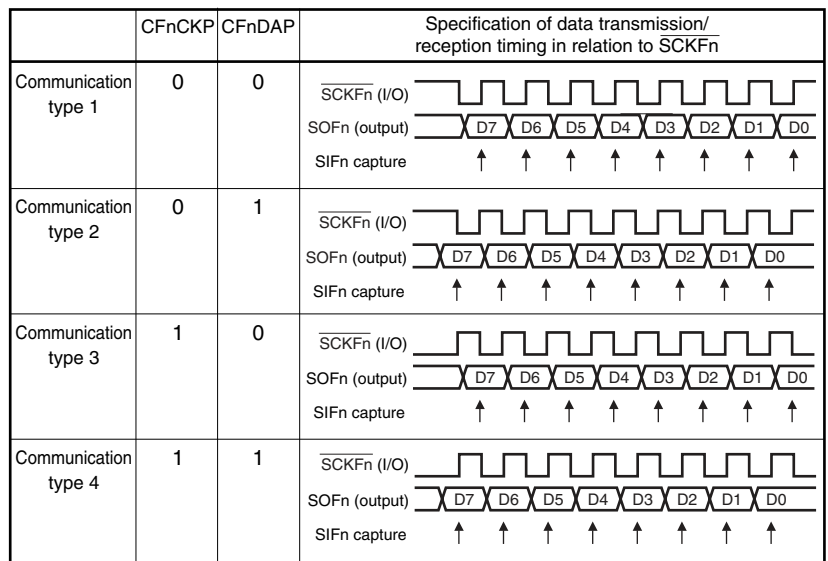 CFnCKP CFnDAP Specification of data transmission/
reception timing in relation to SCKFn
Communication
type 1
0 0
SCKFn (I/O)
SOFn (output) D7 D6 D5 D4 D3 D2 D1 D0
SIFn capture
Communication
type 2
0 1
SCKFn (I/O)
SOFn (output) D7 D6 D5 D4 D3 D2 D1 D0
SIFn capture
Communication
type 3
1 0
SCKFn (I/O)
SOFn (output) D7 D6 D5 D4 D3 D2 D1 D0
SIFn capture
Communication
type 4
1 1
SCKFn (I/O)
SOFn (output) D7 D6 D5 D4 D3 D2 D1 D0
SIFn capture